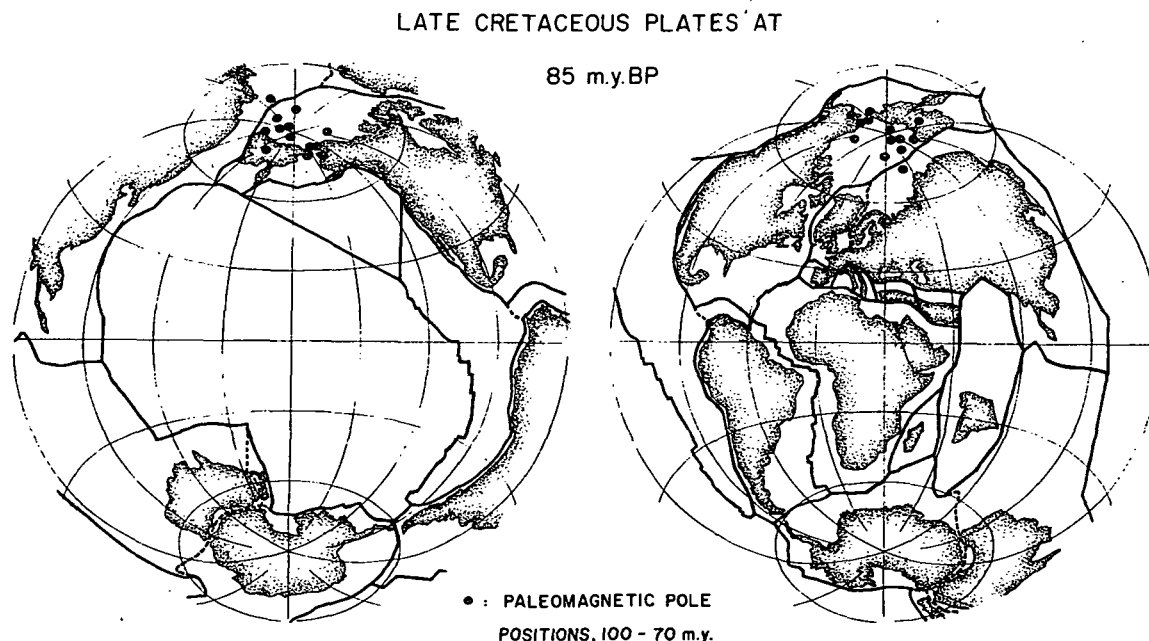 LATE CRETACEOUS PLATES AT
85 m.y. BP
● : PALEOMAGNETIC POLE
POSITIONS, 100 - 70 m.y.